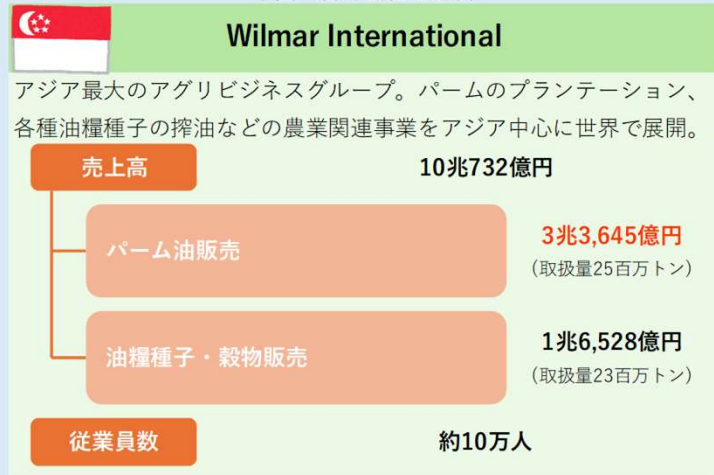 Wilmar International
アジア最大のアグリビジネスグループ。パームのプランテーション、
各種油糧種子の搾油などの農業関連事業をアジア中心に世界で展開。
売上高
10兆732億円
パーム油販売
3兆3,645億円
（取扱量25百万トン）
油糧種子・穀物販売
1兆6,528億円
（取扱量23百万トン）
従業員数
約10万人